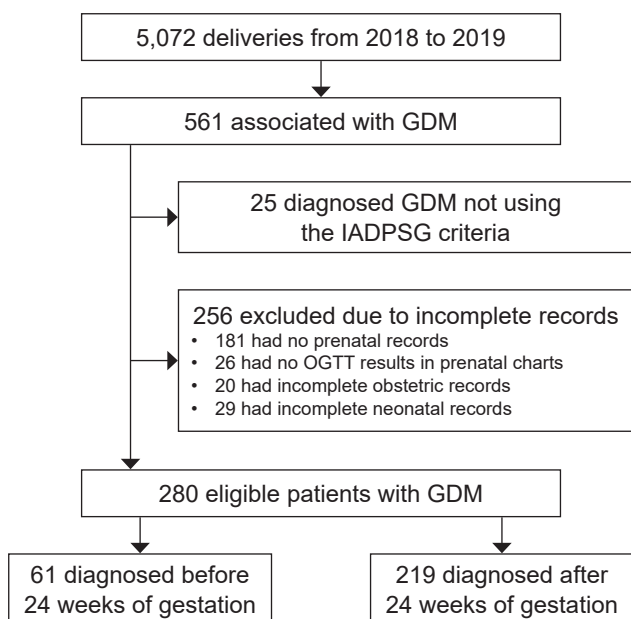 5,072 deliveries from 2018 to 2019
561 associated with GDM
25 diagnosed GDM not using
the IADPSG criteria
256 excluded due to incomplete records
• 181 had no prenatal records
• 26 had no OGTT results in prenatal charts
• 20 had incomplete obstetric records
• 29 had incomplete neonatal records
280 eligible patients with GDM
61 diagnosed before
24 weeks of gestation
219 diagnosed after
24 weeks of gestation